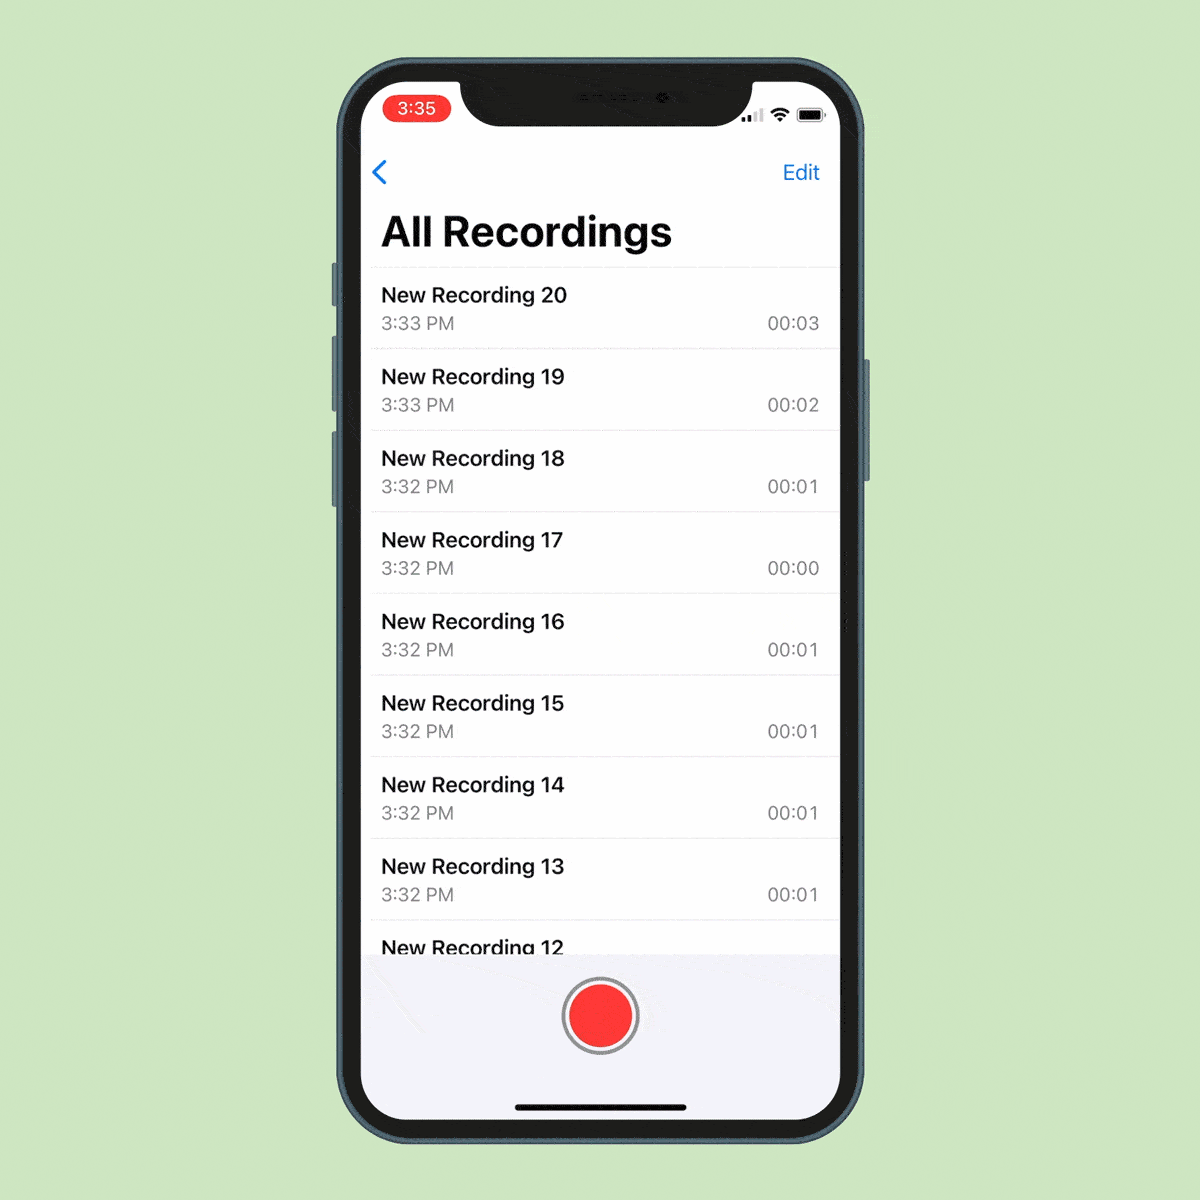 3:35
Edit
All Recordings
New Recording 20
3:33 PM 00:03
New Recording 19
3:33 PM 00:02
New Recording 18
3:32 PM 00:01
New Recording 17
3:32 PM 00:00
New Recording 16
3:32 PM 00:01
New Recording 15
3:32 PM 00:01
New Recording 14
3:32 PM 00:01
New Recording 13
3:32 PM 00:01
New Recording 12